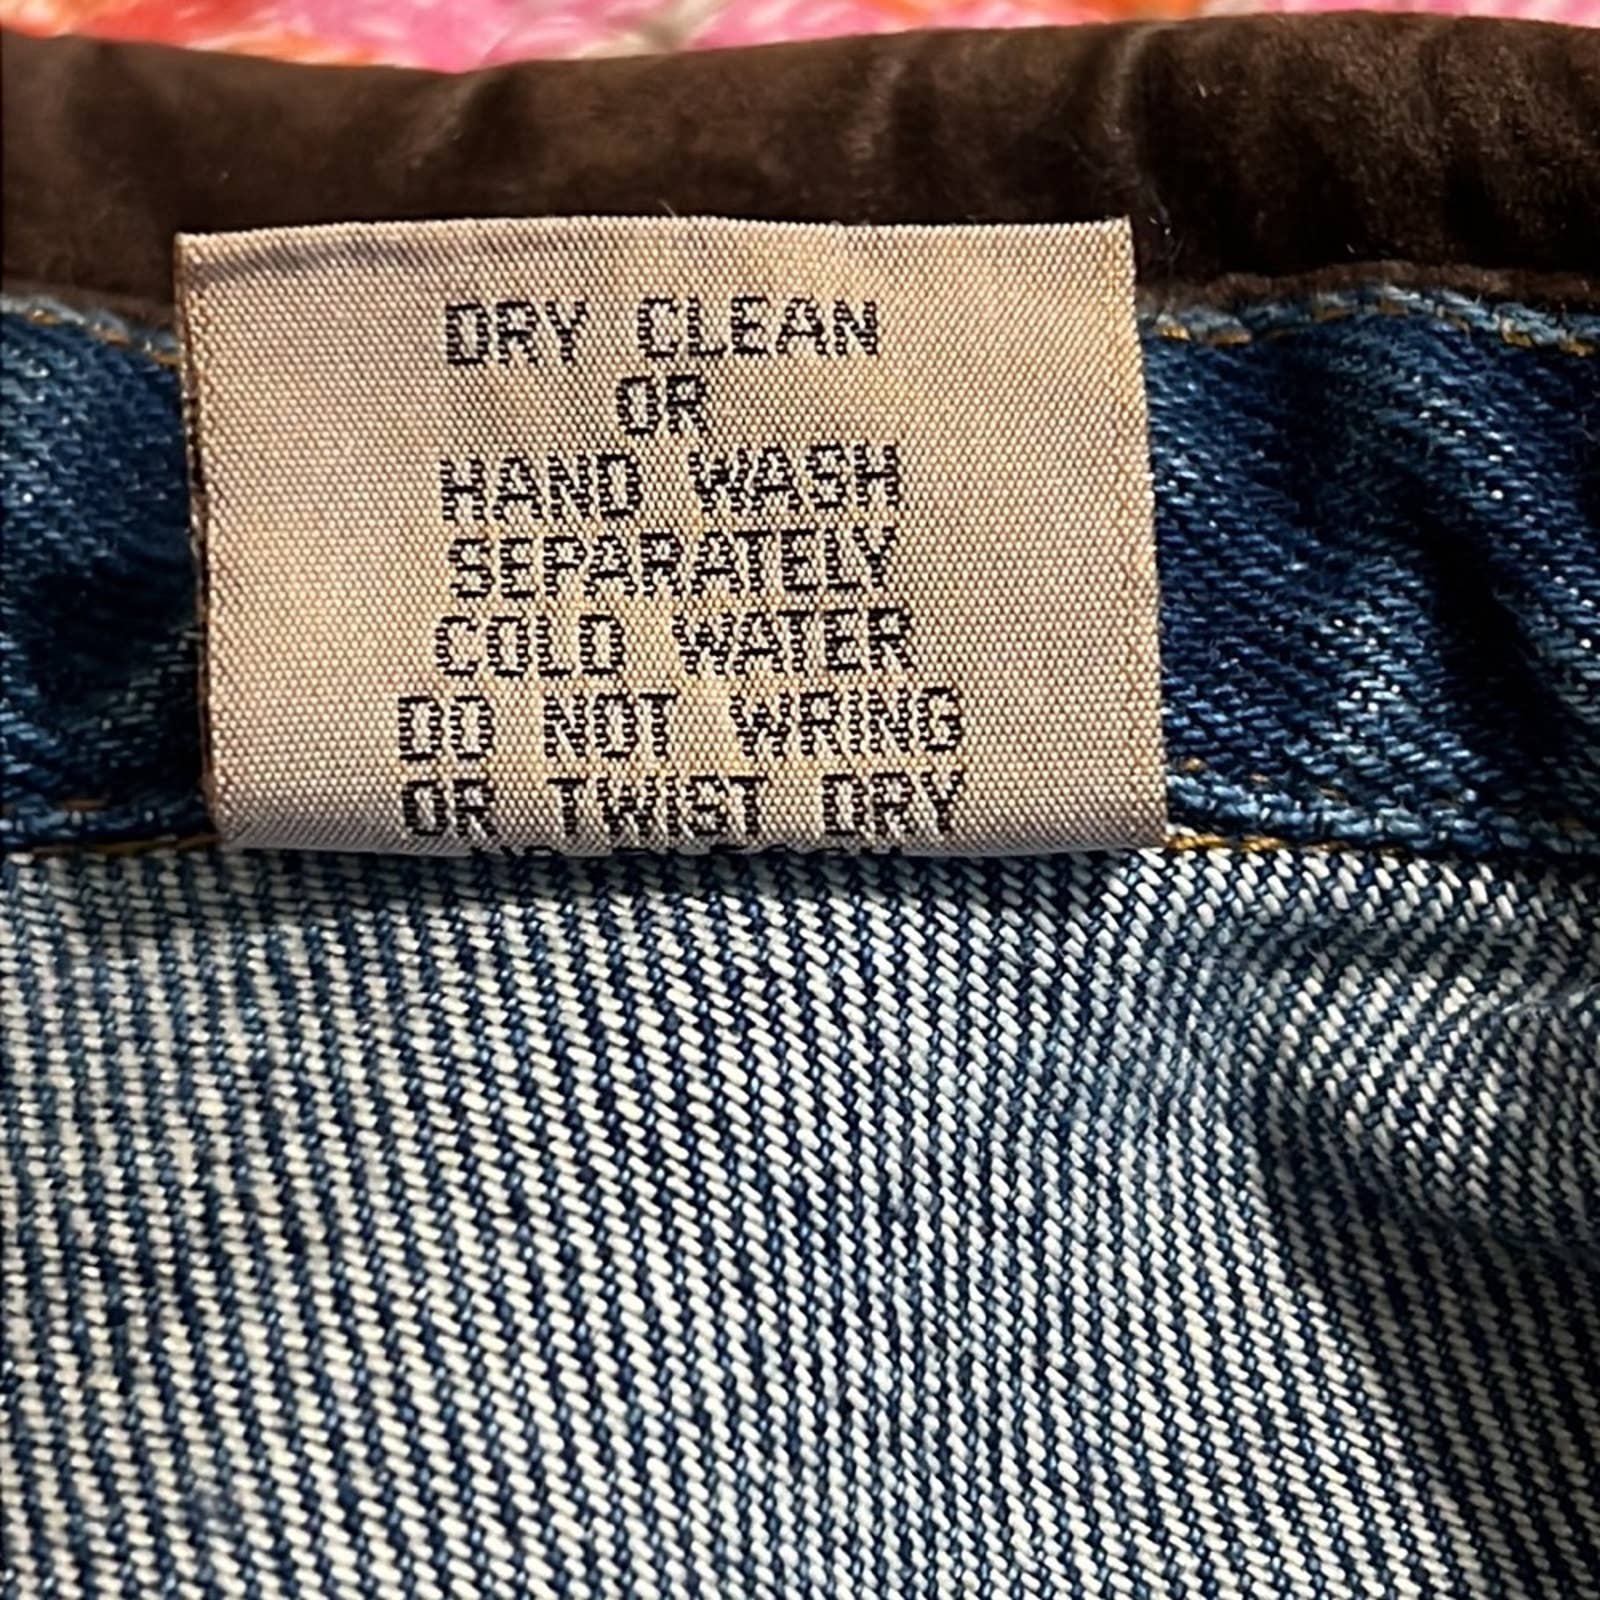 DRY CLEAN
OR
HAND WASH
SEPARATELY
COLD WATER
DO NOT WRING
OR TWIST DRY